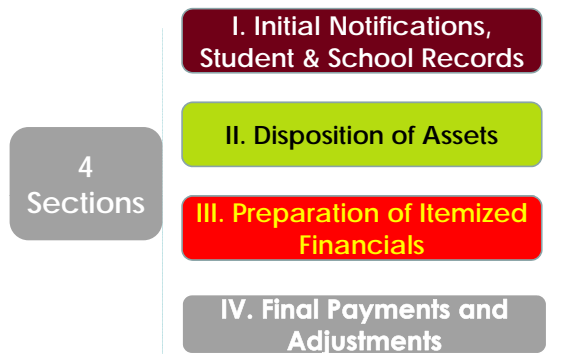 I. Initial Notifications,
Student & School Records
II. Disposition of Assets
4
Sections
III. Preparation of Itemized
Financials
IV. Final Payments and
Adjustments